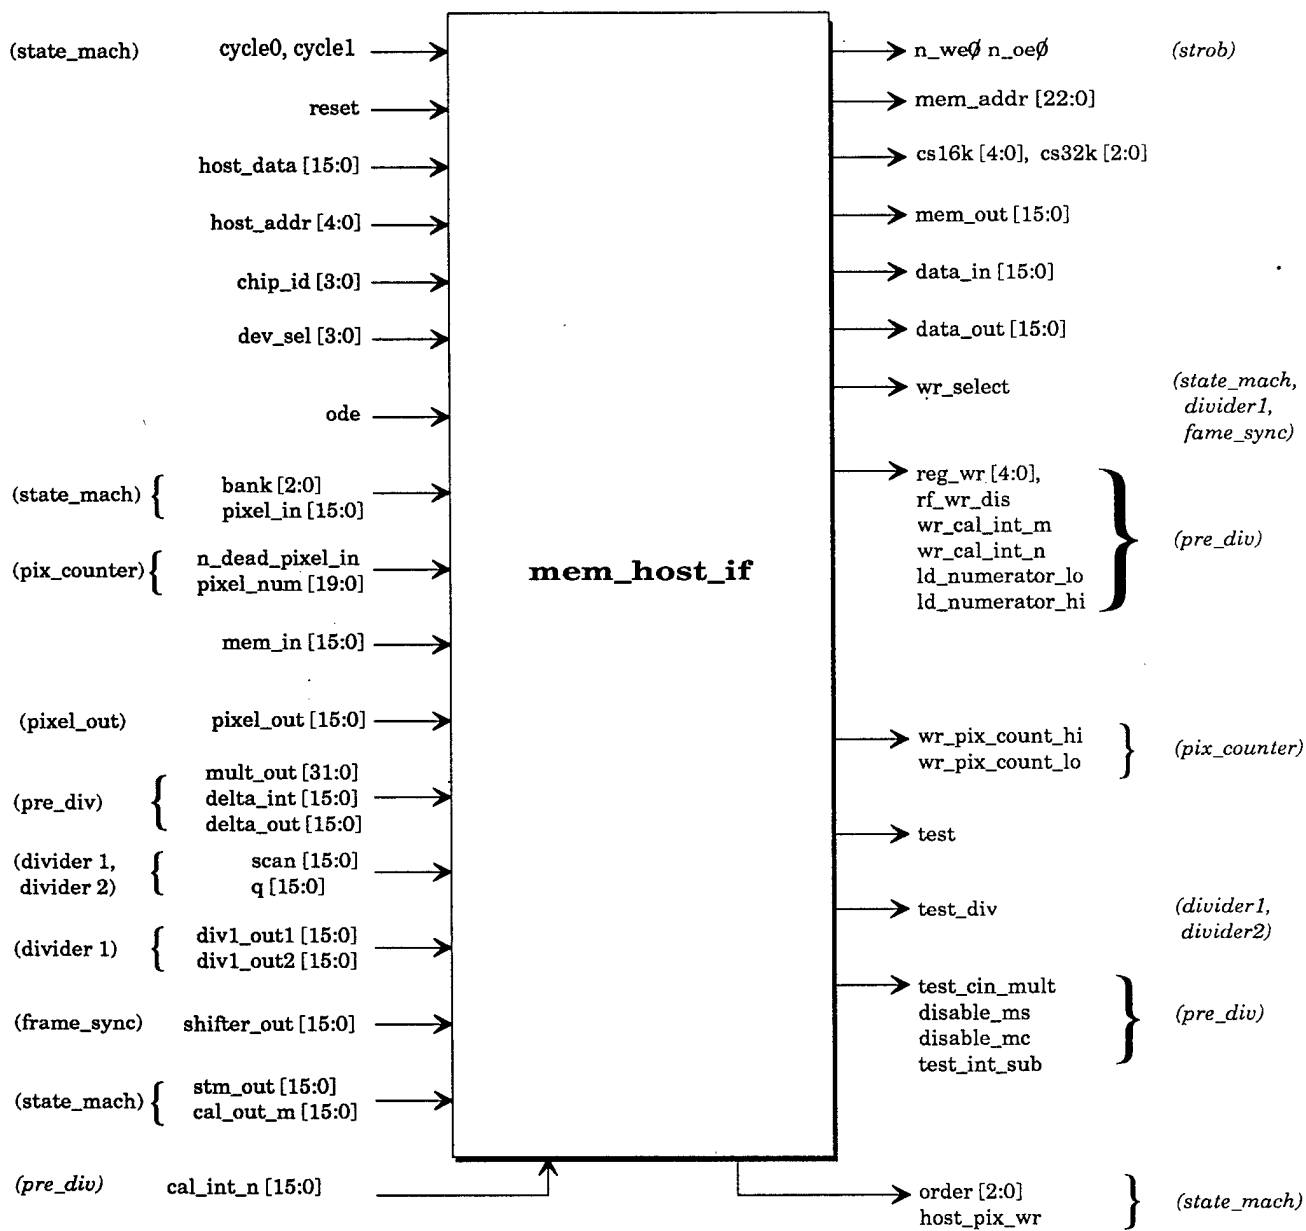 (state_mach) cycle0, cycle1
reset
host_data [15:0]
host_addr [4:0]
chip_id [3:0]
dev_sel [3:0]
ode
(state_mach) { bank [2:0]
pixel_in [15:0]
(pix_counter) { n_dead_pixel_in
pixel_num [19:0]
mem_in [15:0]
(pixel_out) pixel_out [15:0]
(pre_div) { mult_out [31:0]
delta_int [15:0]
delta_out [15:0]
(divider 1, { scan [15:0]
divider 2) q [15:0]
(divider 1) { div1_out1 [15:0]
div1_out2 [15:0]
(frame_sync) shifter_out [15:0]
(state_mach) { stm_out [15:0]
cal_out_m [15:0]
(pre_div) cal_int_n [15:0]
mem_host_if
n_weØ n_oeØ (strob)
mem_addr [22:0]
cs16k [4:0], cs32k [2:0]
mem_out [15:0]
data_in [15:0]
data_out [15:0]
wr_select (state_mach,
divider1,
fame_sync)
reg_wr [4:0],
rf_wr_dis
wr_cal_int_m
wr_cal_int_n } (pre_div)
ld_numerator_lo
ld_numerator_hi
wr_pix_count_hi } (pix_counter)
wr_pix_count_lo
test
test_div (divider1,
divider2)
test_cin_mult
disable_ms } (pre_div)
disable_mc
test_int_sub
order [2:0] } (state_mach)
host_pix_wr